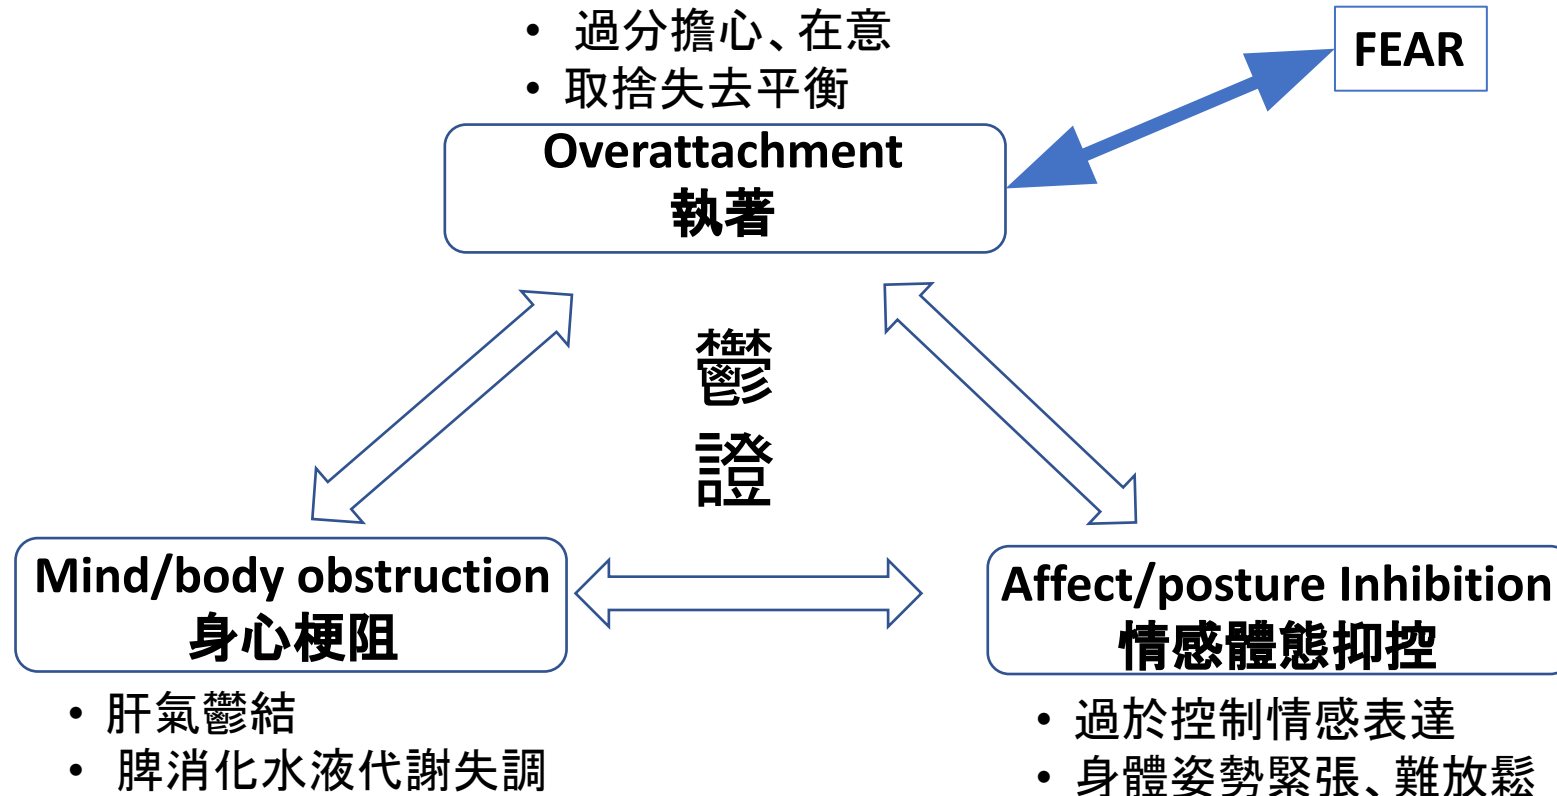 • 過分擔心、在意
• 取捨失去平衡
FEAR
Overattachment
執著
鬱
證
Mind/body obstruction
身心梗阻
• 肝氣鬱結
• 脾消化水液代謝失調
Affect/posture Inhibition
情感體態抑控
• 過於控制情感表達
• 身體姿勢緊張、難放鬆